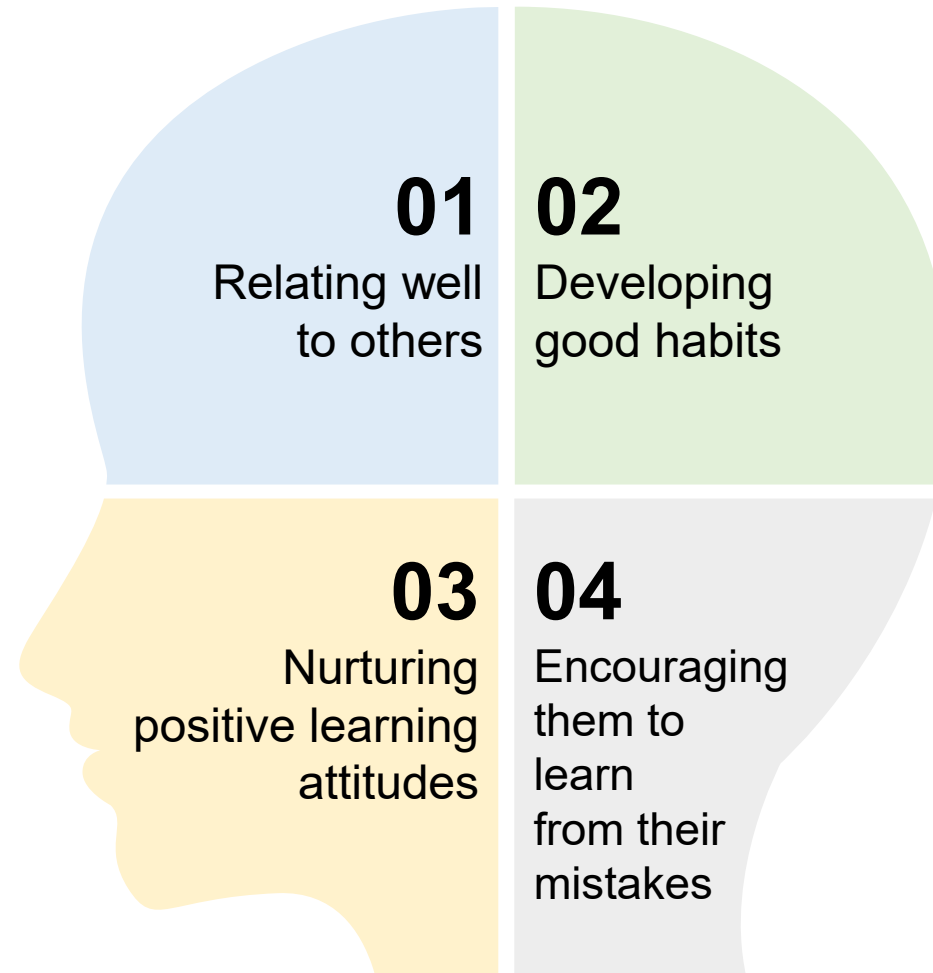 01
Relating well
to others
02
Developing
good habits
03
Nurturing
positive learning
attitudes
04
Encouraging
them to
learn
from their
mistakes